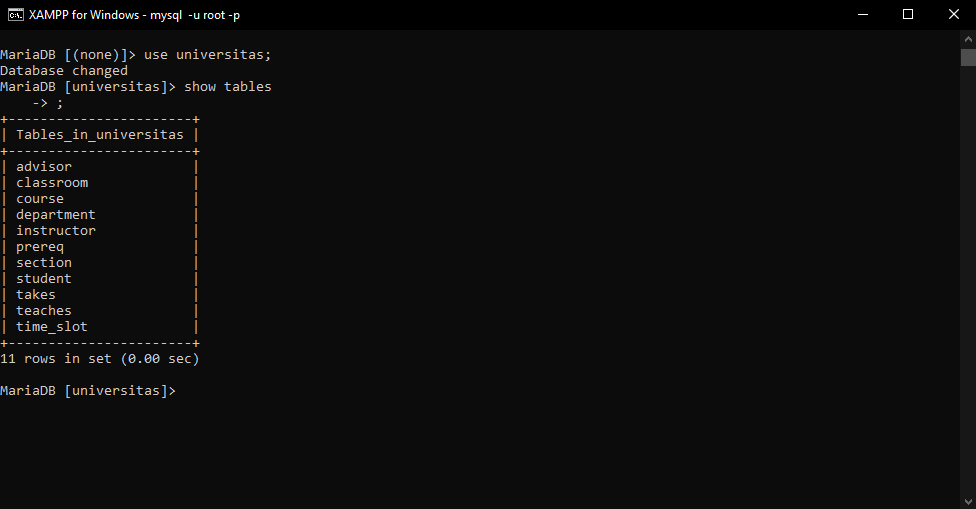 XAMPP for Windows - mysql  -u root -p
MariaDB [(none)]> use universitas;
Database changed
MariaDB [universitas]> show tables
    -> ;
+-----------------------+
| Tables_in_universitas |
+-----------------------+
| advisor               |
| classroom             |
| course                |
| department            |
| instructor            |
| prereq                |
| section               |
| student               |
| takes                 |
| teaches               |
| time_slot             |
+-----------------------+
11 rows in set (0.00 sec)
MariaDB [universitas]>